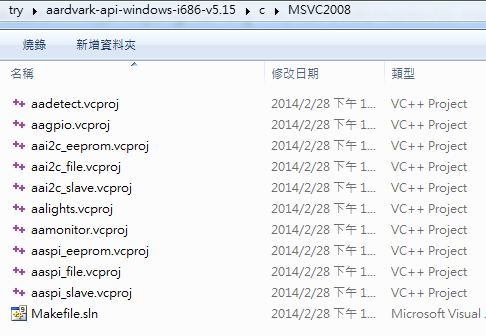 try ▸ aardvark-api-windows-i686-v5.15 ▸ c ▸ MSVC2008
燒錄 新增資料夾
名稱 修改日期 類型
aadetect.vcproj 2014/2/28 下午 1... VC++ Project
aagpio.vcproj 2014/2/28 下午 1... VC++ Project
aai2c_eeprom.vcproj 2014/2/28 下午 1... VC++ Project
aai2c_file.vcproj 2014/2/28 下午 1... VC++ Project
aai2c_slave.vcproj 2014/2/28 下午 1... VC++ Project
aalights.vcproj 2014/2/28 下午 1... VC++ Project
aamonitor.vcproj 2014/2/28 下午 1... VC++ Project
aaspi_eeprom.vcproj 2014/2/28 下午 1... VC++ Project
aaspi_file.vcproj 2014/2/28 下午 1... VC++ Project
aaspi_slave.vcproj 2014/2/28 下午 1... VC++ Project
Makefile.sln 2014/2/28 下午 1... Microsoft Visual